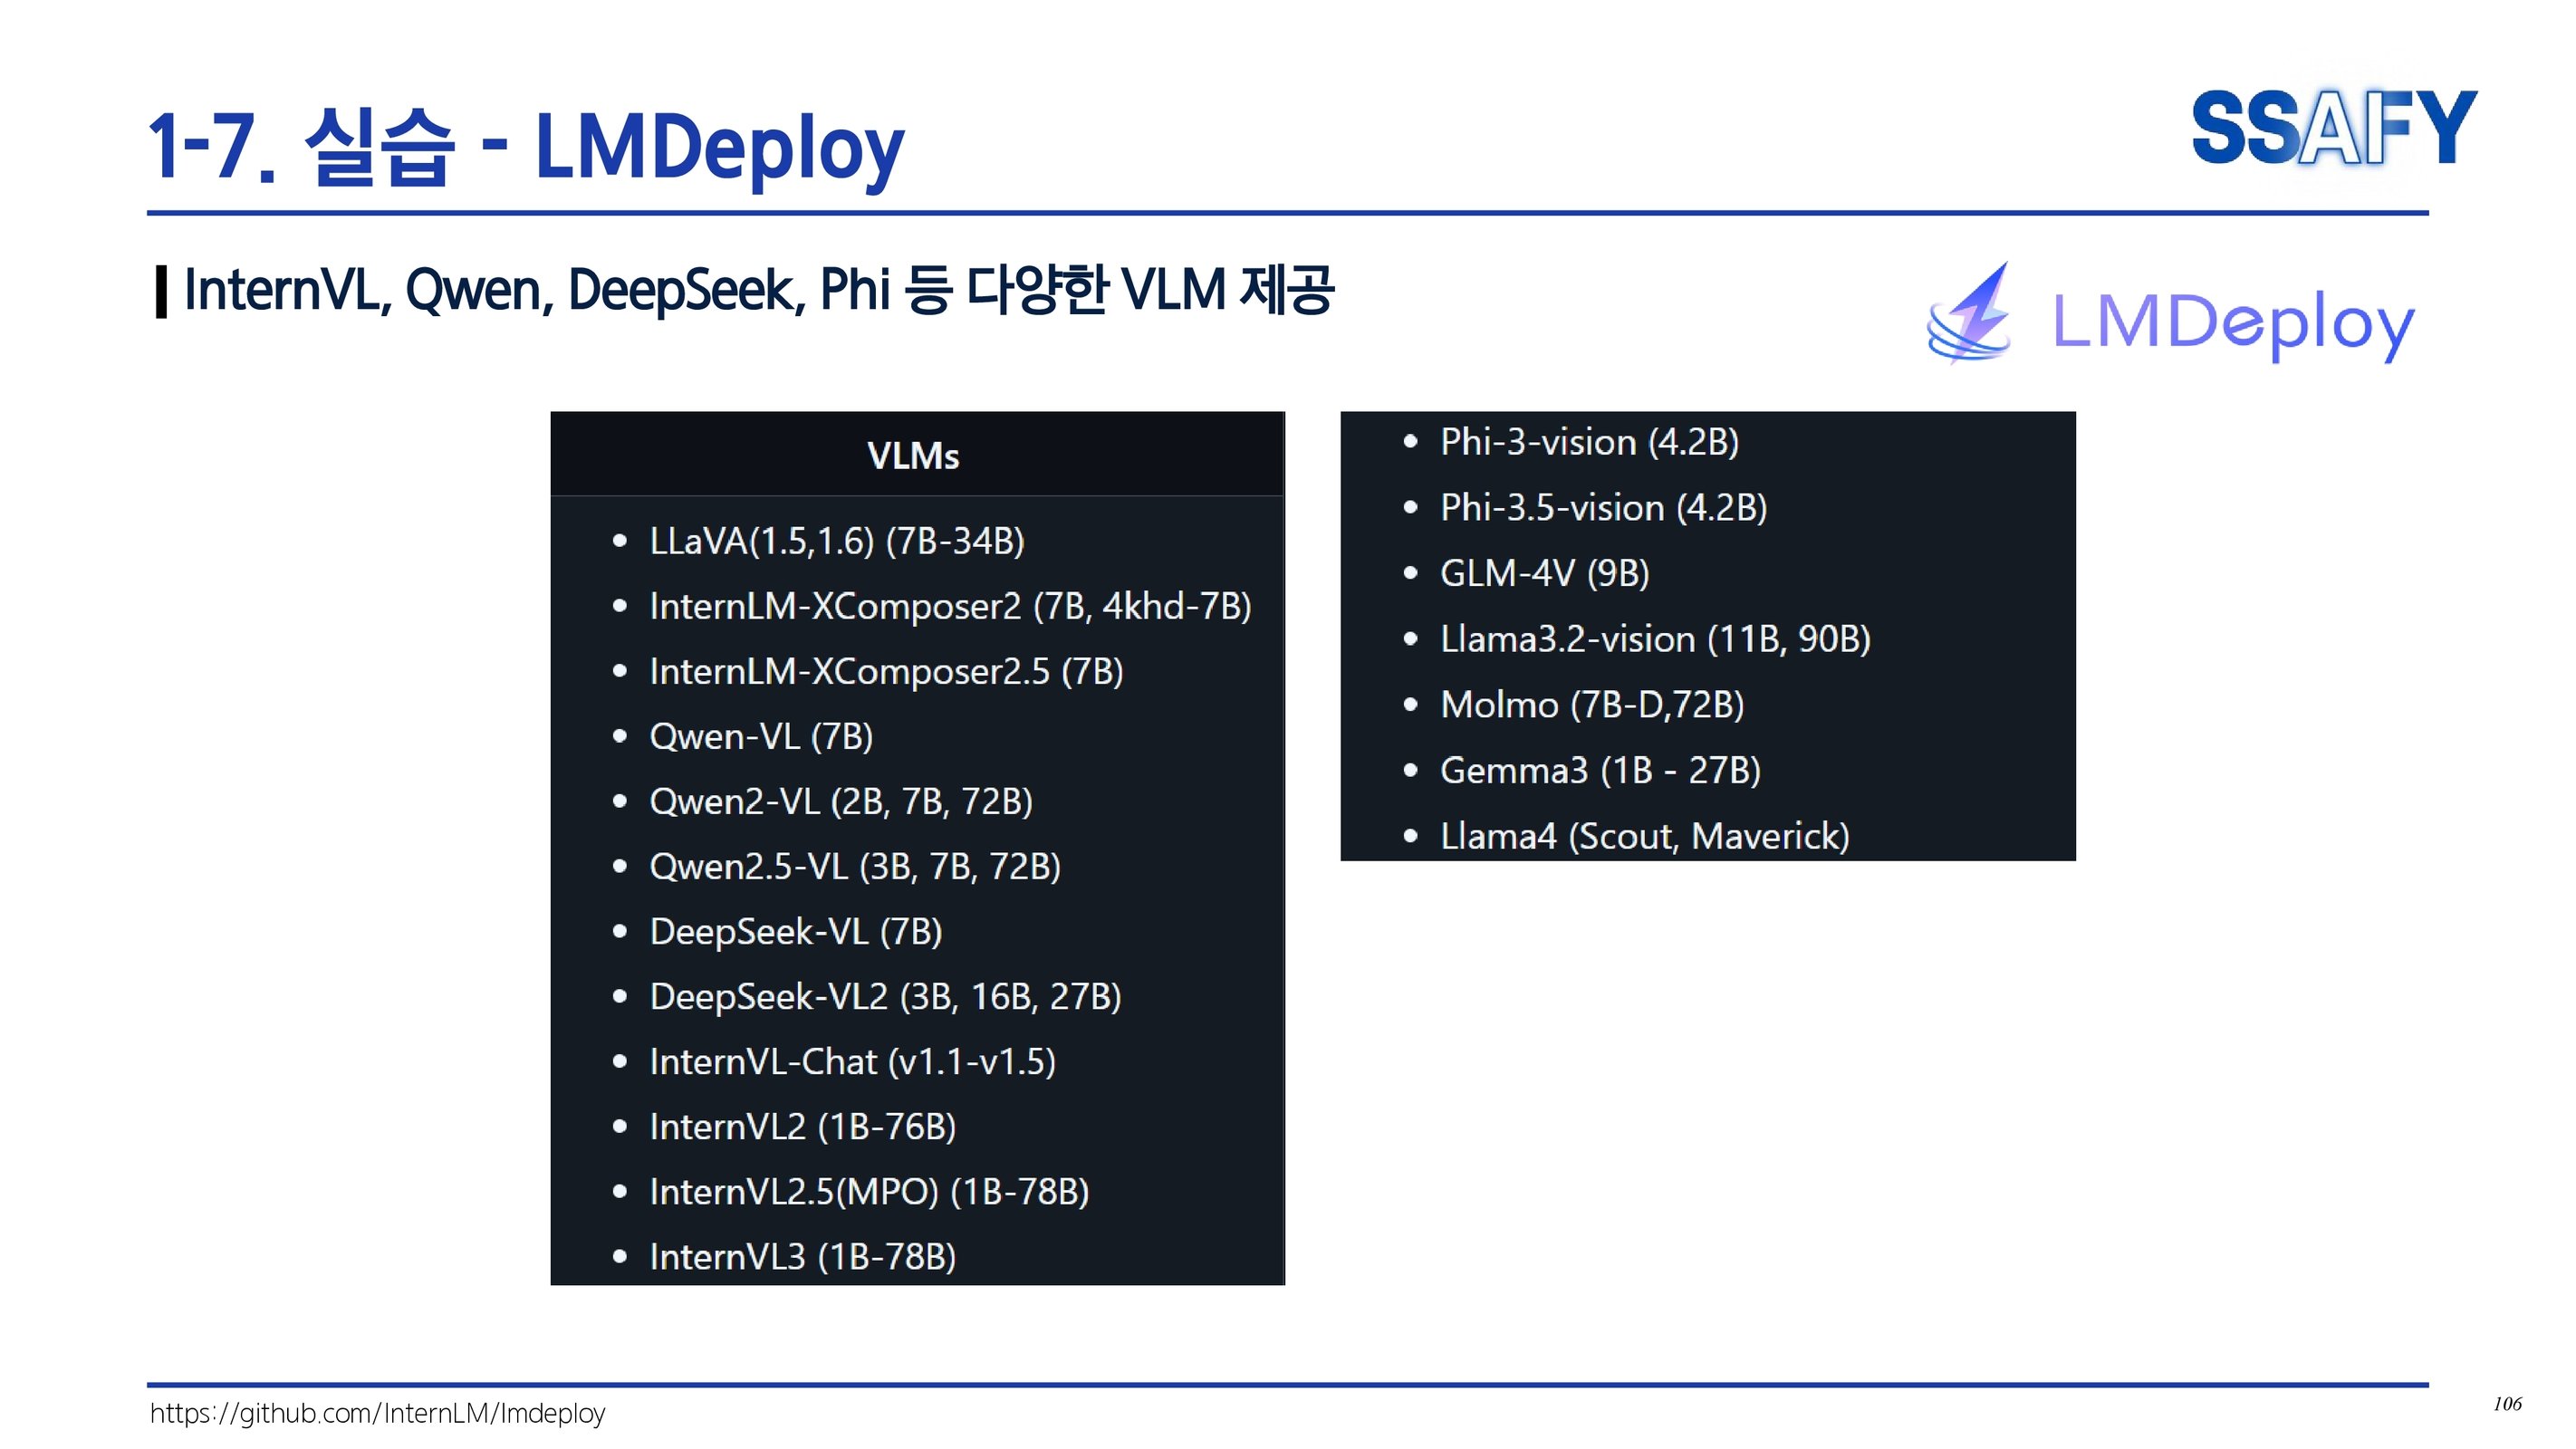 1-7. 실습 - LMDeploy
SSAFY
InternVL, Qwen, DeepSeek, Phi 등 다양한 VLM 제공
LMDeploy
VLMs
LLaVA(1.5,1.6) (7B-34B)
InternLM-XComposer2 (7B, 4khd-7B)
InternLM-XComposer2.5 (7B)
Qwen-VL (7B)
Qwen2-VL (2B, 7B, 72B)
Qwen2.5-VL (3B, 7B, 72B)
DeepSeek-VL (7B)
DeepSeek-VL2 (3B, 16B, 27B)
InternVL-Chat (v1.1-v1.5)
InternVL2 (1B-76B)
InternVL2.5(MPO) (1B-78B)
InternVL3 (1B-78B)
Phi-3-vision (4.2B)
Phi-3.5-vision (4.2B)
GLM-4V (9B)
Llama3.2-vision (11B, 90B)
Molmo (7B-D,72B)
Gemma3 (1B - 27B)
Llama4 (Scout, Maverick)
https://github.com/InternLM/lmdeploy
106